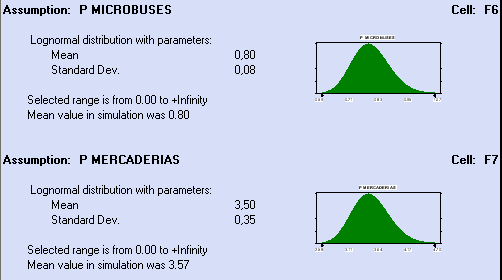 Assumption: P MICROBUSES Cell: F6
Lognormal distribution with parameters:
Mean 0,80
Standard Dev. 0,08
P MICROBUSES
Selected range is from 0.00 to +Infinity
Mean value in simulation was 0.80
Assumption: P MERCADERIAS Cell: F7
Lognormal distribution with parameters:
Mean 3,50
Standard Dev. 0,35
P MERCADERIAS
Selected range is from 0.00 to +Infinity
Mean value in simulation was 3.57